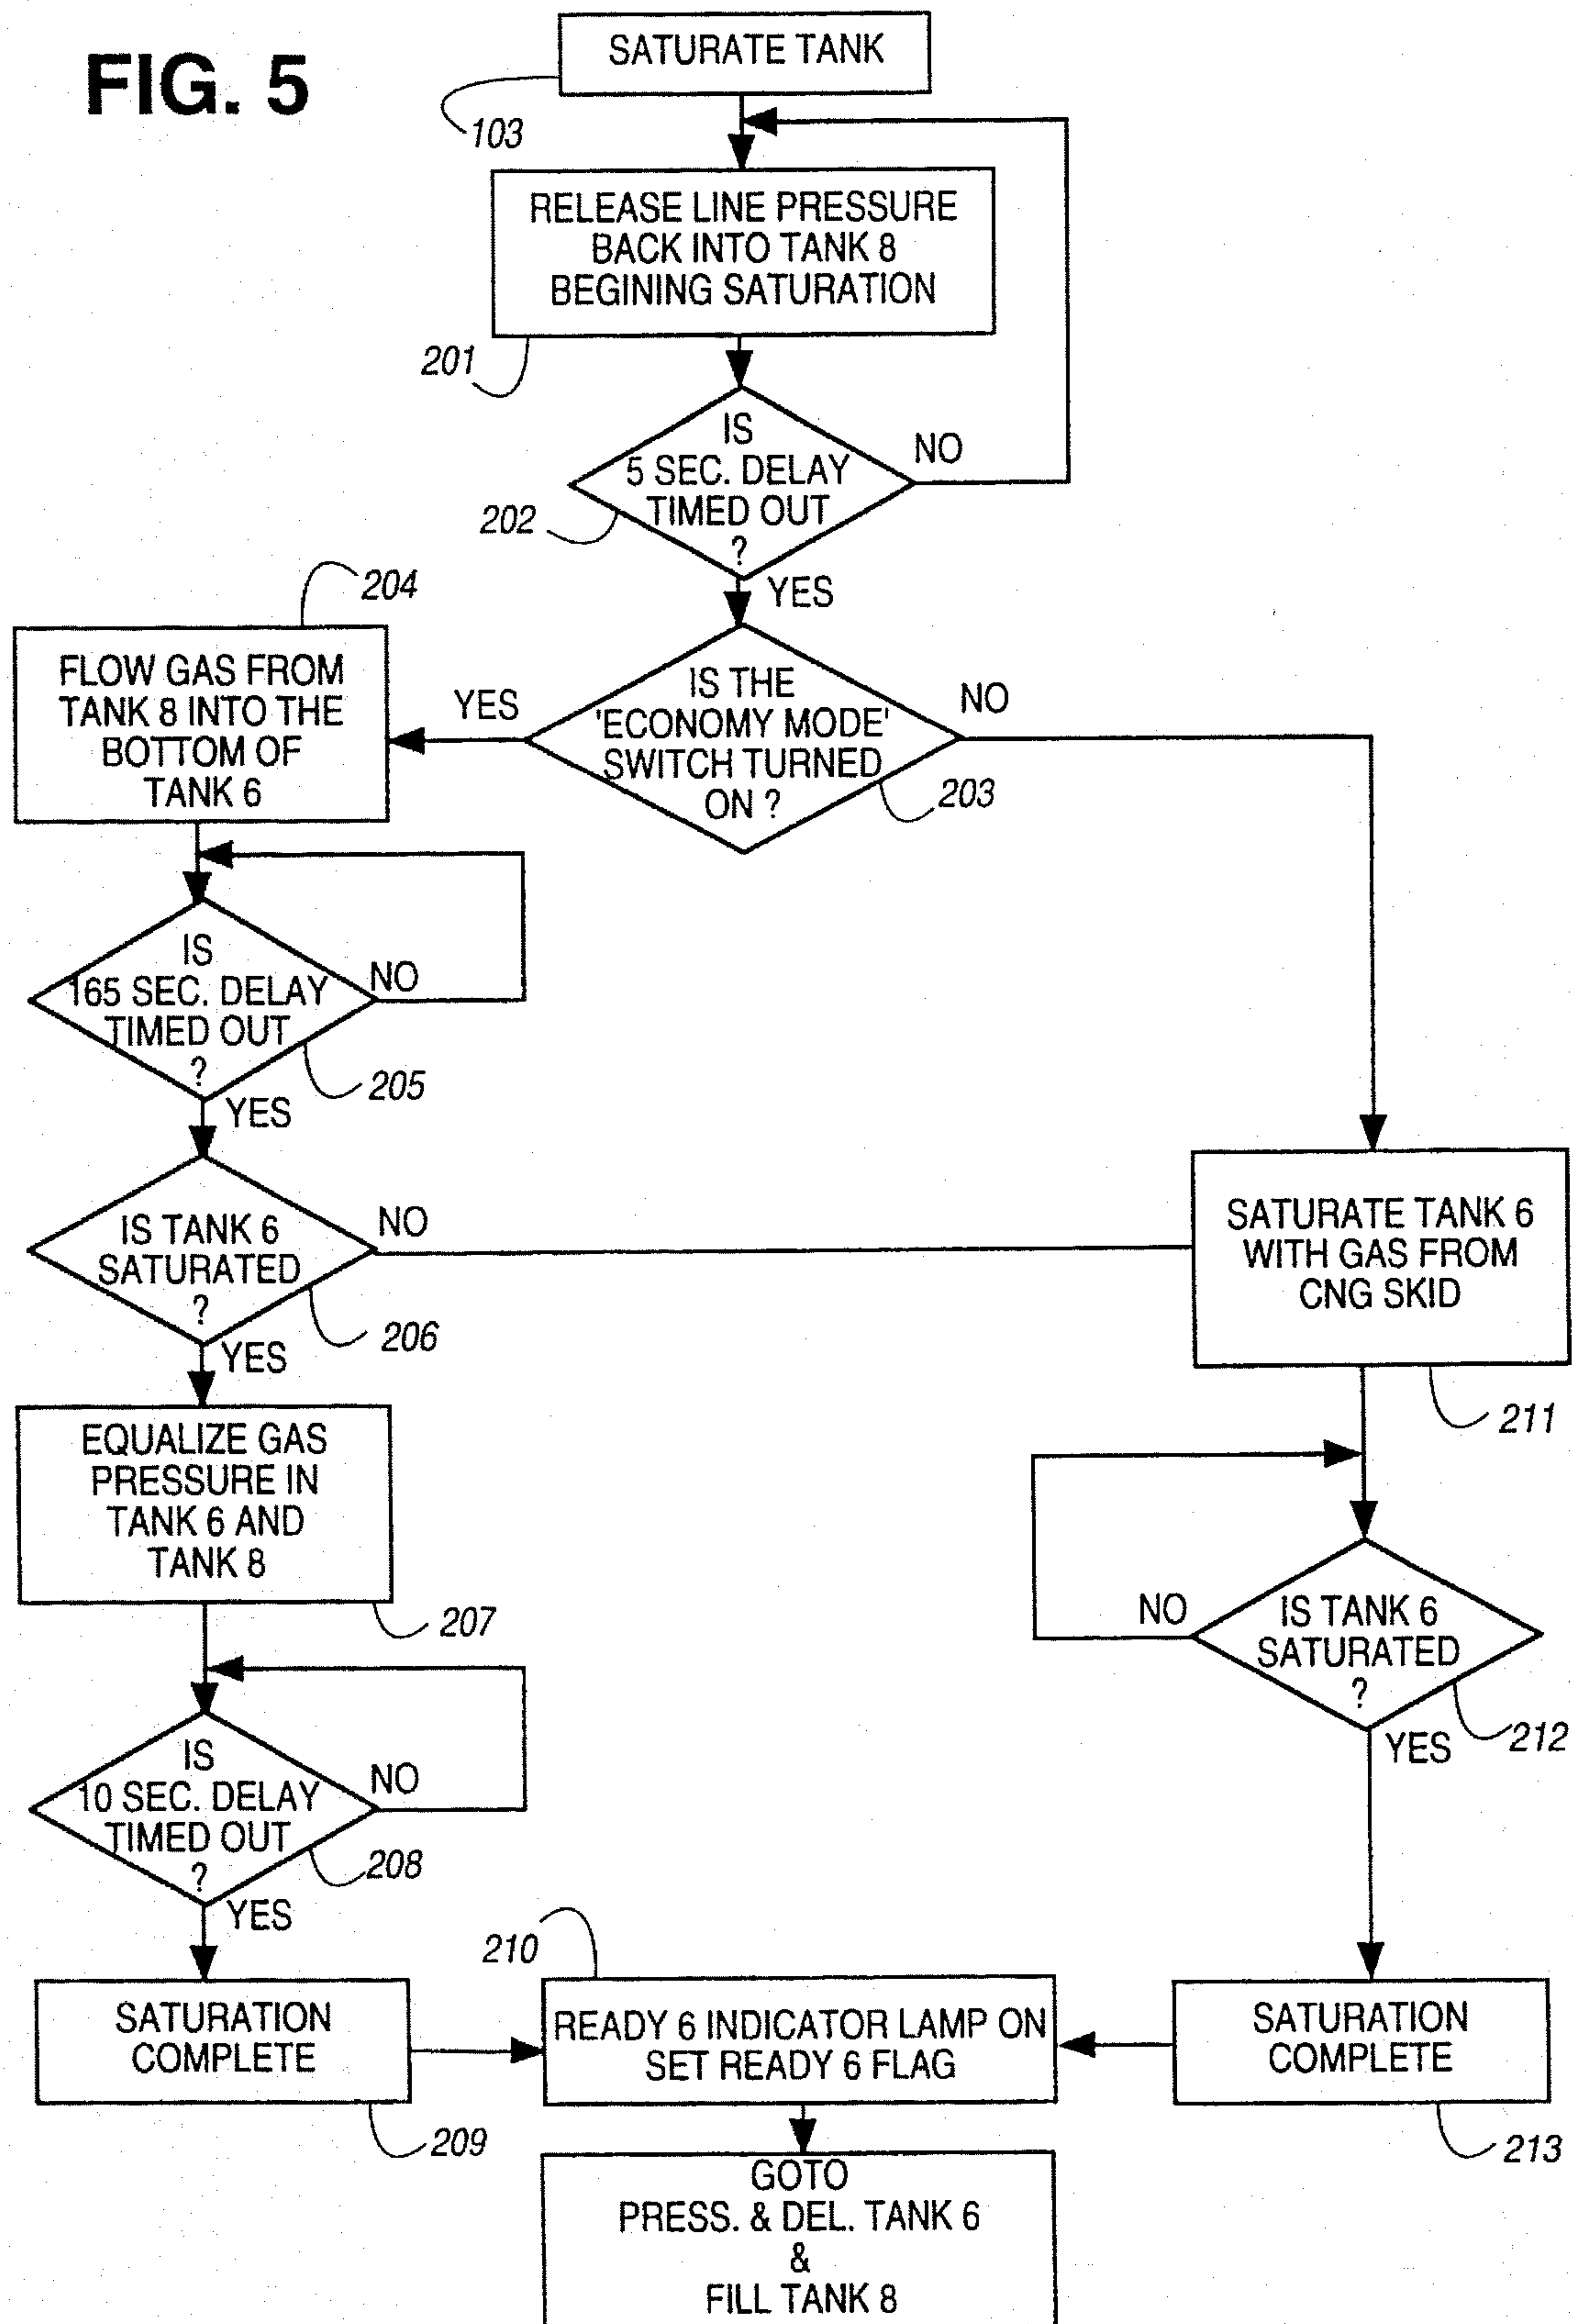 FIG. 5
SATURATE TANK
103
RELEASE LINE PRESSURE
BACK INTO TANK 8
BEGINING SATURATION
201
IS
5 SEC. DELAY
TIMED OUT
?
NO
202
YES
204
FLOW GAS FROM
TANK 8 INTO THE
BOTTOM OF
TANK 6
YES
IS THE
'ECONOMY MODE'
SWITCH TURNED
ON ?
NO
203
IS
165 SEC. DELAY
TIMED OUT
?
NO
205
YES
IS TANK 6
SATURATED
?
NO
206
YES
SATURATE TANK 6
WITH GAS FROM
CNG SKID
211
EQUALIZE GAS
PRESSURE IN
TANK 6 AND
TANK 8
207
NO
IS TANK 6
SATURATED
?
212
YES
IS
10 SEC. DELAY
TIMED OUT
?
NO
208
YES
SATURATION
COMPLETE
209
210
READY 6 INDICATOR LAMP ON
SET READY 6 FLAG
SATURATION
COMPLETE
213
GOTO
PRESS. & DEL. TANK 6
&
FILL TANK 8